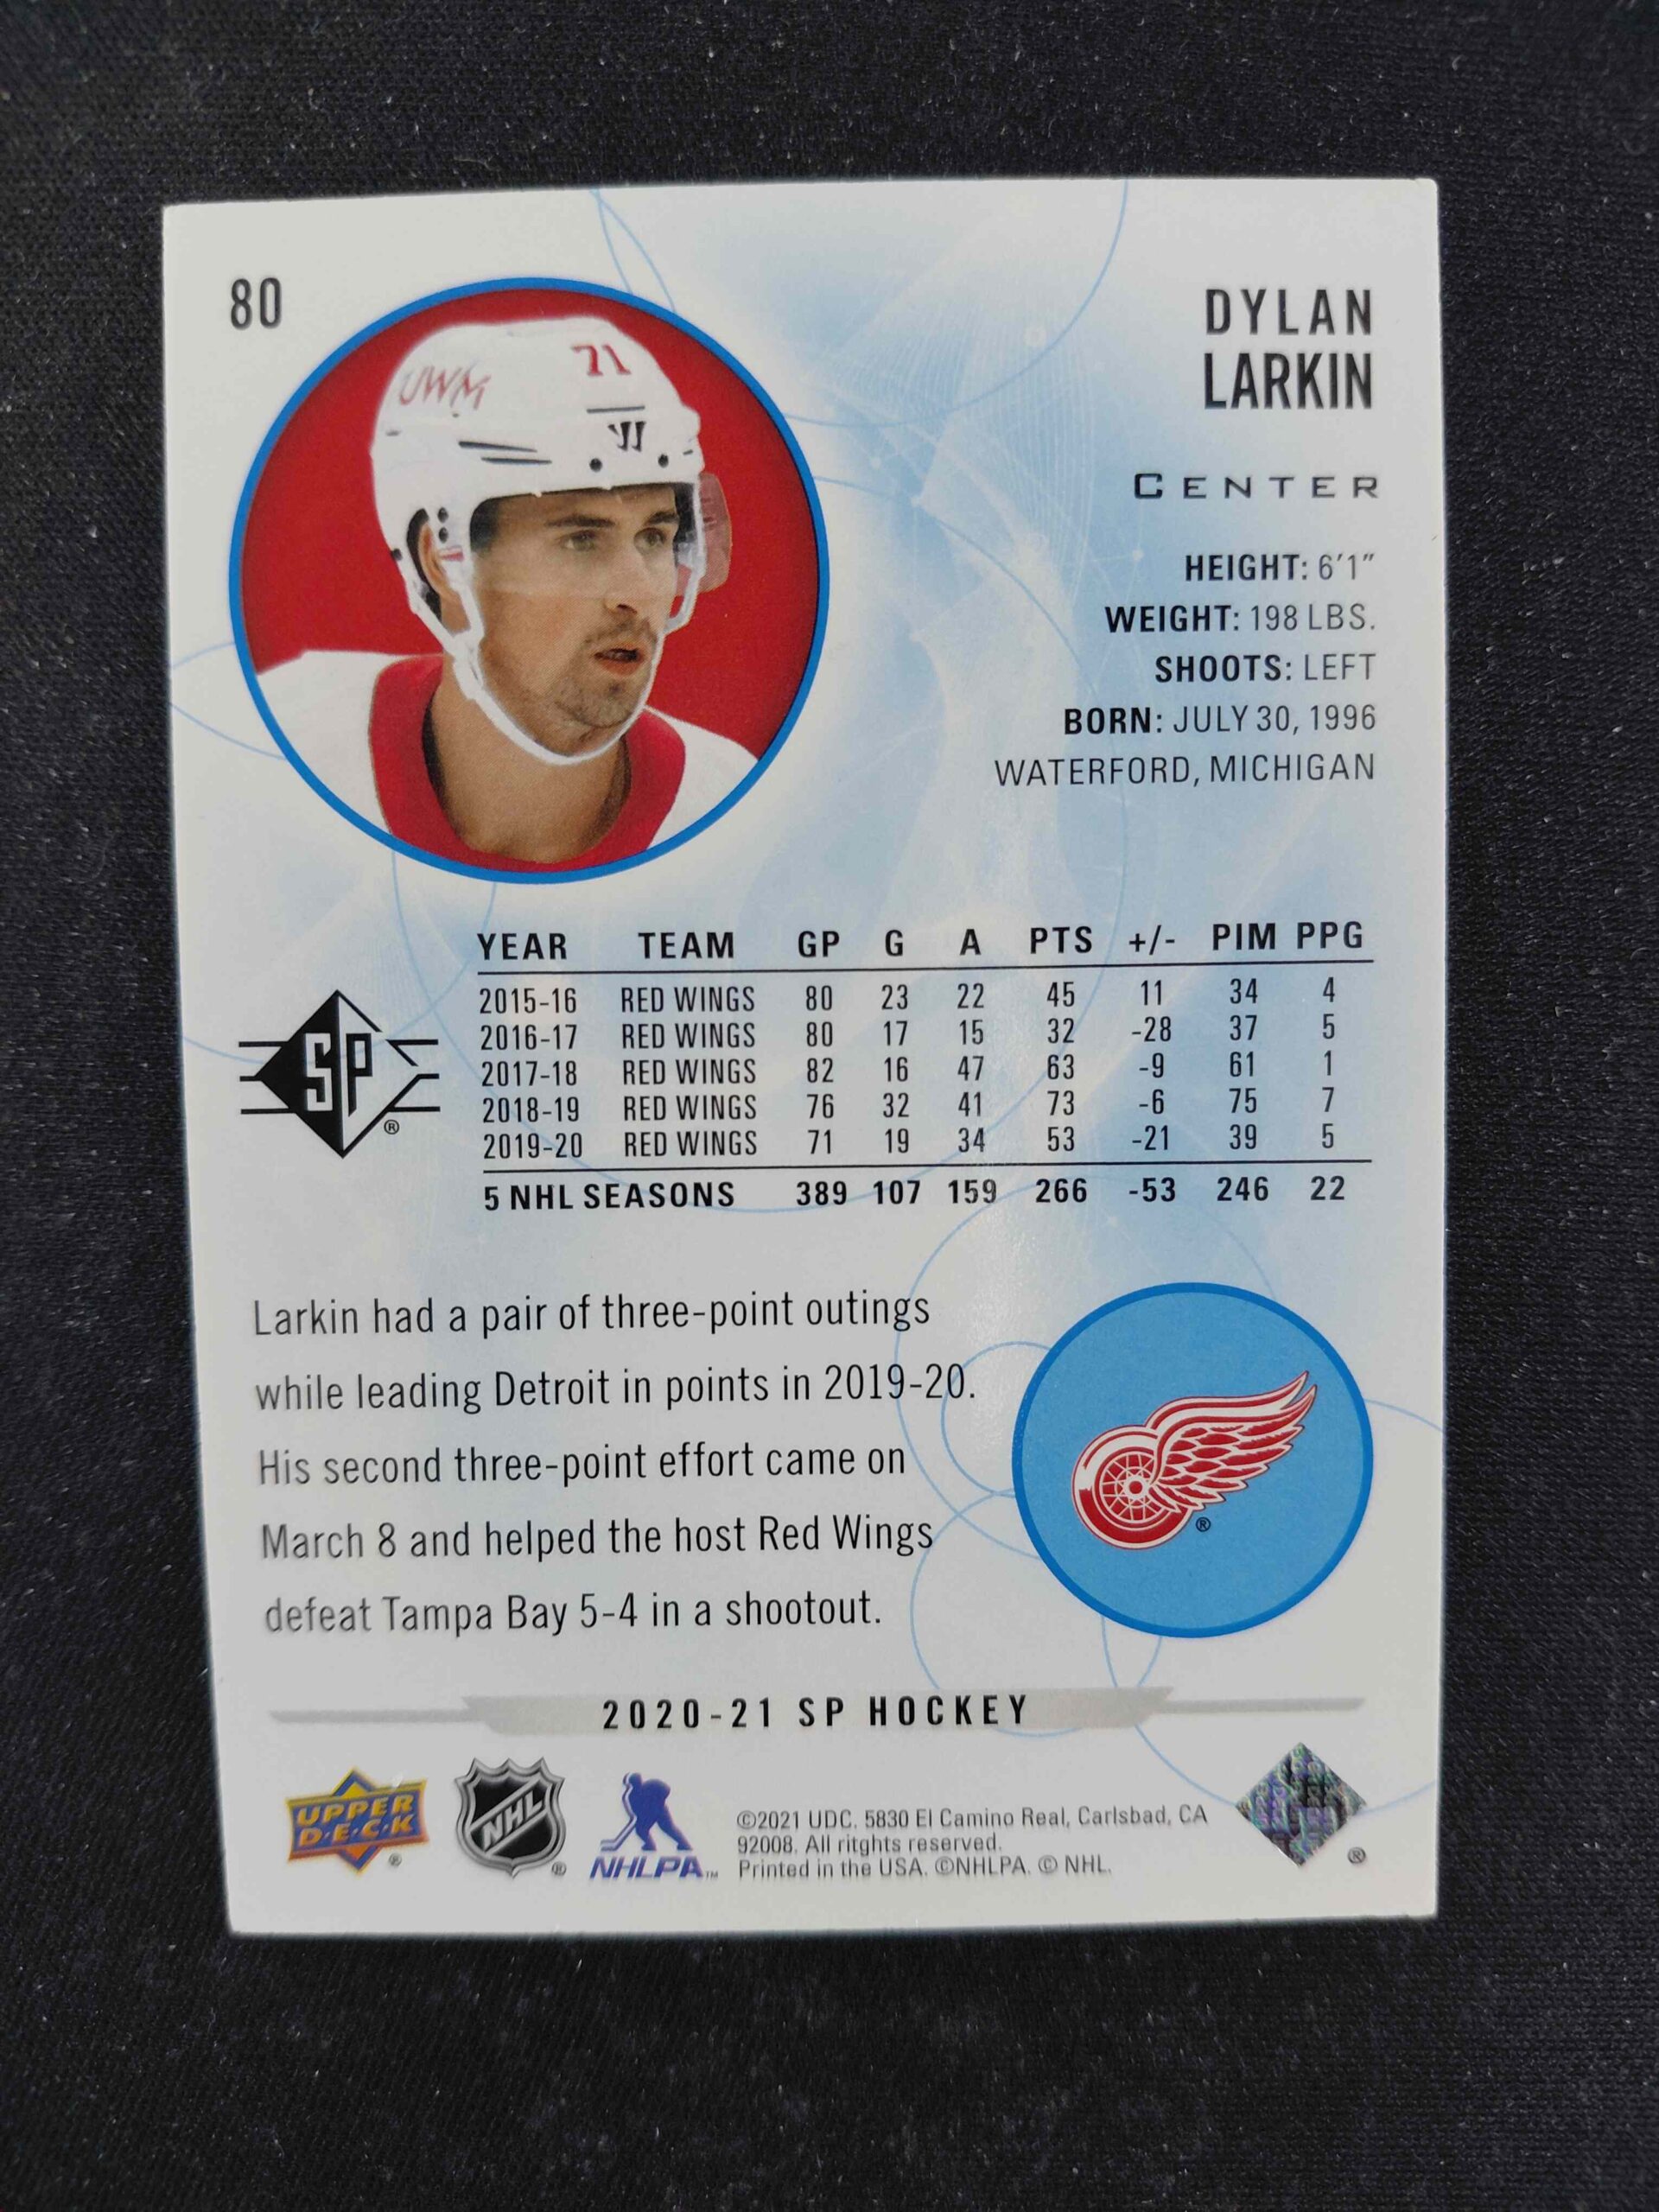 80
DYLAN
LARKIN
CENTER
HEIGHT: 6'1"
WEIGHT: 198 LBS.
SHOOTS: LEFT
BORN: JULY 30, 1996
WATERFORD, MICHIGAN
UWM
71
YEAR TEAM GP G A PTS +/- PIM PPG
2015-16 RED WINGS 80 23 22 45 11 34 4
2016-17 RED WINGS 80 17 15 32 -28 37 5
2017-18 RED WINGS 82 16 47 63 -9 61 1
2018-19 RED WINGS 76 32 41 73 -6 75 7
2019-20 RED WINGS 71 19 34 53 -21 39 5
5 NHL SEASONS 389 107 159 266 -53 246 22
SP®
Larkin had a pair of three-point outings
while leading Detroit in points in 2019-20.
His second three-point effort came on
March 8 and helped the host Red Wings
defeat Tampa Bay 5-4 in a shootout.
®
2020-21 SP HOCKEY
UPPER
D·E·C·K®
NHL®
NHLPA™
©2021 UDC. 5830 El Camino Real, Carlsbad, CA
92008. All ritghts reserved.
Printed in the USA. ©NHLPA. © NHL.
®